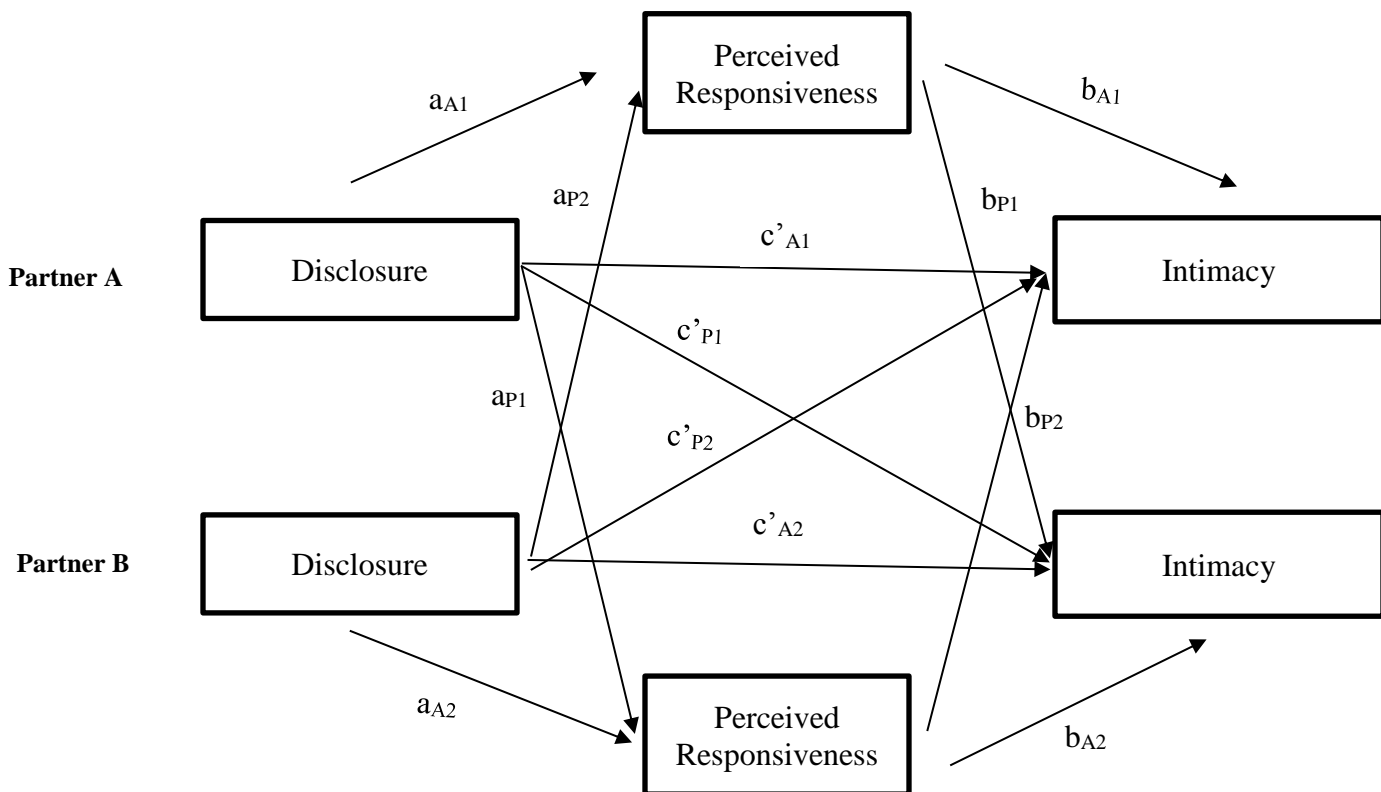 Perceived
Responsiveness
aA1
bA1
aP2
bP1
c’A1
Partner A
Disclosure
Intimacy
c’P1
aP1
bP2
c’P2
c’A2
Partner B
Disclosure
Intimacy
aA2
Perceived
Responsiveness
bA2